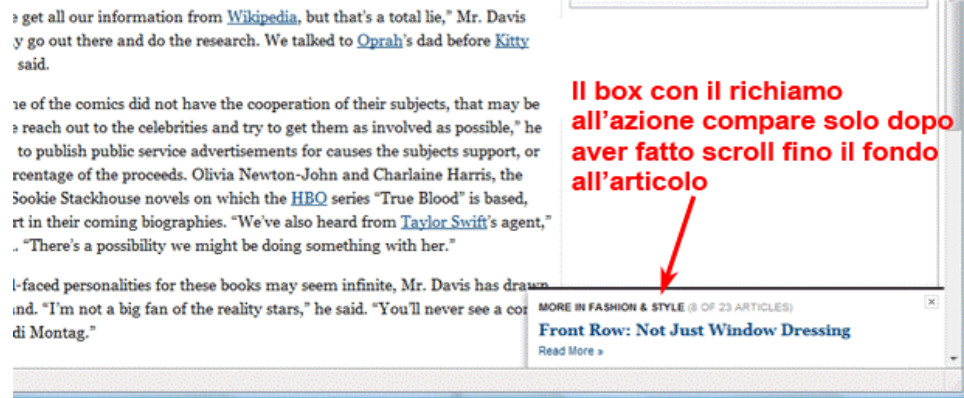 e get all our information from Wikipedia, but that's a total lie,” Mr. Davis
y go out there and do the research. We talked to Oprah's dad before Kitty
said.
ne of the comics did not have the cooperation of their subjects, that may be
e reach out to the celebrities and try to get them as involved as possible,” he
to publish public service advertisements for causes the subjects support, or
rcentage of the proceeds. Olivia Newton-John and Charlaine Harris, the
Sookie Stackhouse novels on which the HBO series “True Blood” is based,
rt in their coming biographies. “We've also heard from Taylor Swift's agent,”
. “There's a possibility we might be doing something with her.”
l-faced personalities for these books may seem infinite, Mr. Davis has drawn
and. “I'm not a big fan of the reality stars,” he said. “You'll never see a cor
di Montag.”
Il box con il richiamo
all'azione compare solo dopo
aver fatto scroll fino il fondo
all'articolo
MORE IN FASHION & STYLE (8 OF 23 ARTICLES)
Front Row: Not Just Window Dressing
Read More »